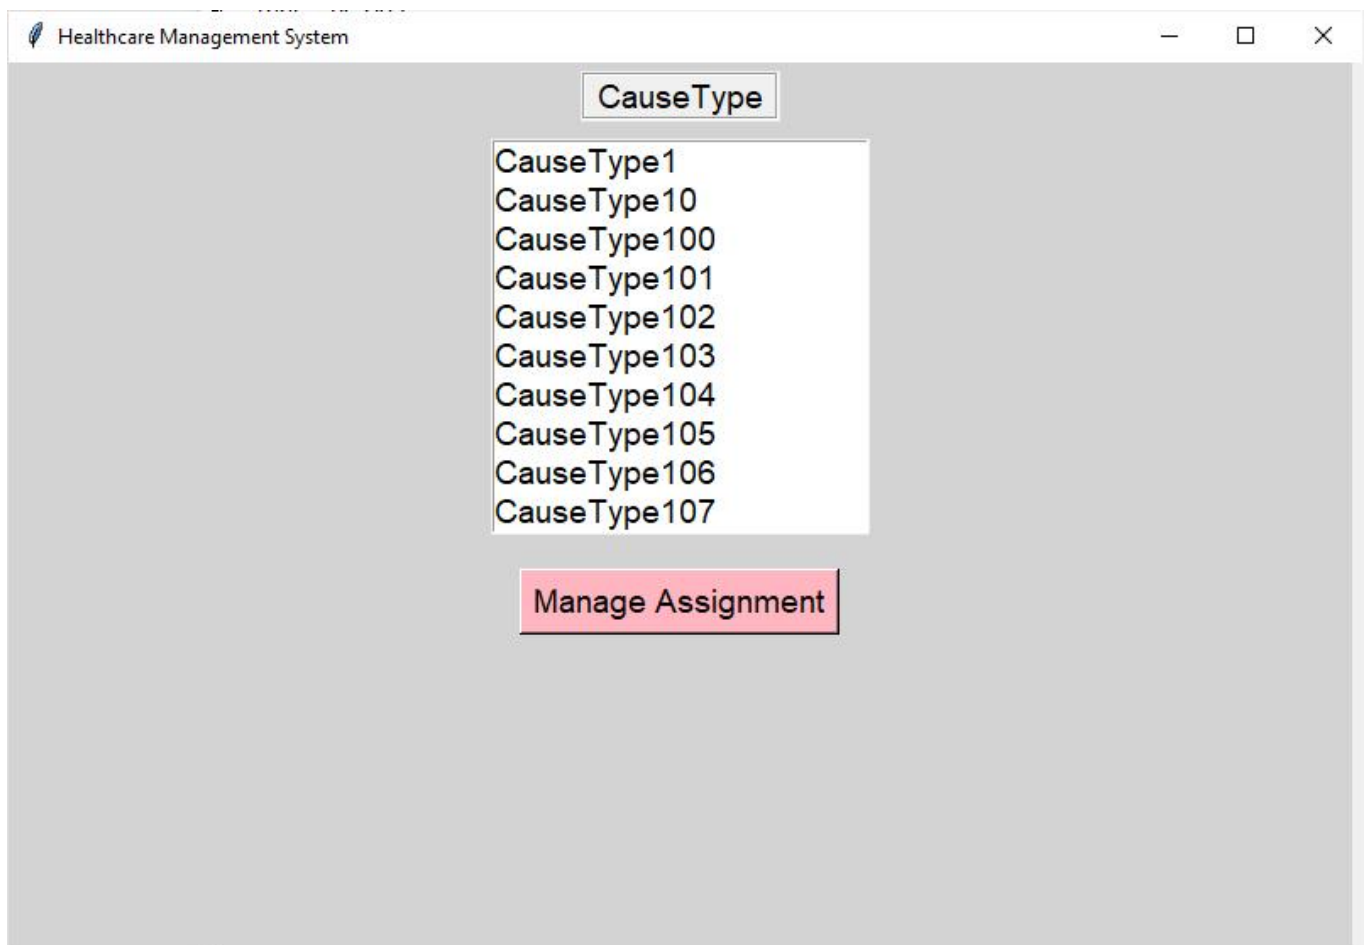 Healthcare Management System
CauseType
CauseType1
CauseType10
CauseType100
CauseType101
CauseType102
CauseType103
CauseType104
CauseType105
CauseType106
CauseType107
Manage Assignment